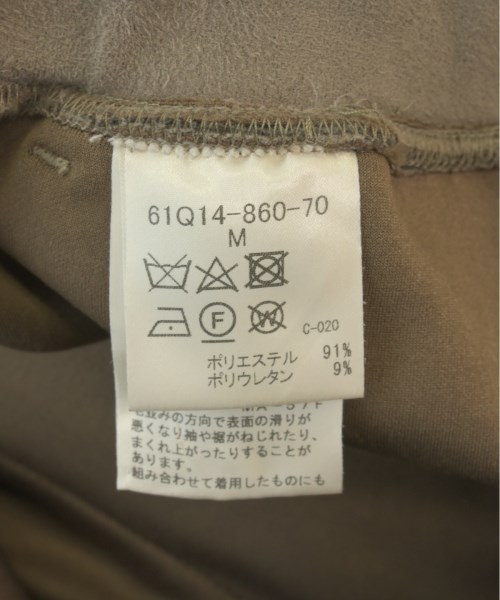 61Q14-860-70
M
F
W
C-020
ポリエステル 91%
ポリウレタン 9%
毛並みの方向で表面の滑りが
悪くなり袖や裾がねじれたり、
まくれ上がったりすることが
あります。
組み合わせて着用したものにも